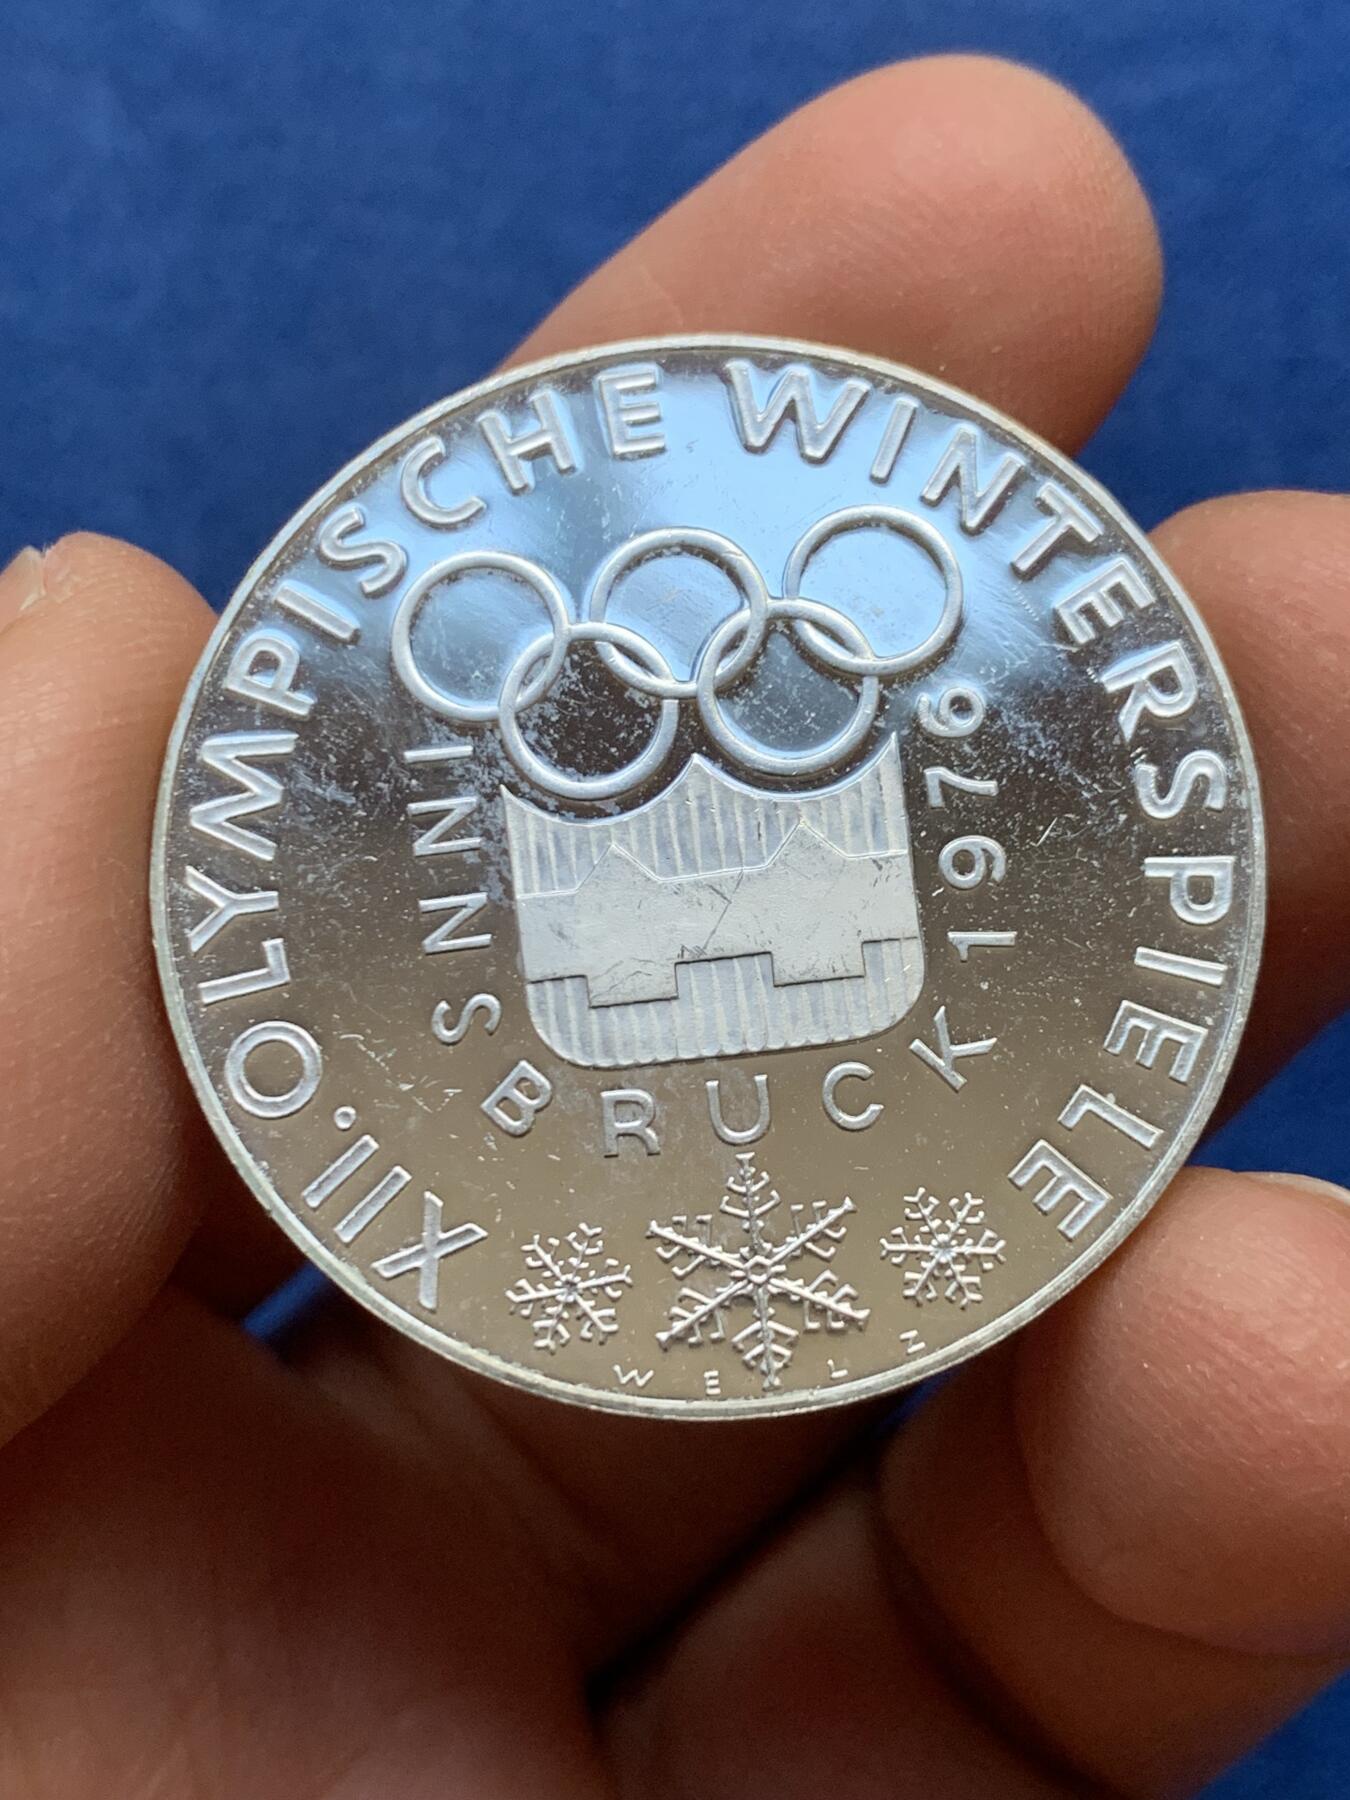 XII. OLYMPISCHE WINTERSPIELE
INNSBRUCK 1976
WELZ